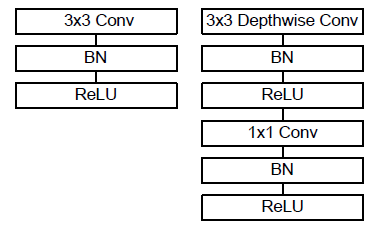 3x3 Conv
BN
ReLU
3x3 Depthwise Conv
BN
ReLU
1x1 Conv
BN
ReLU